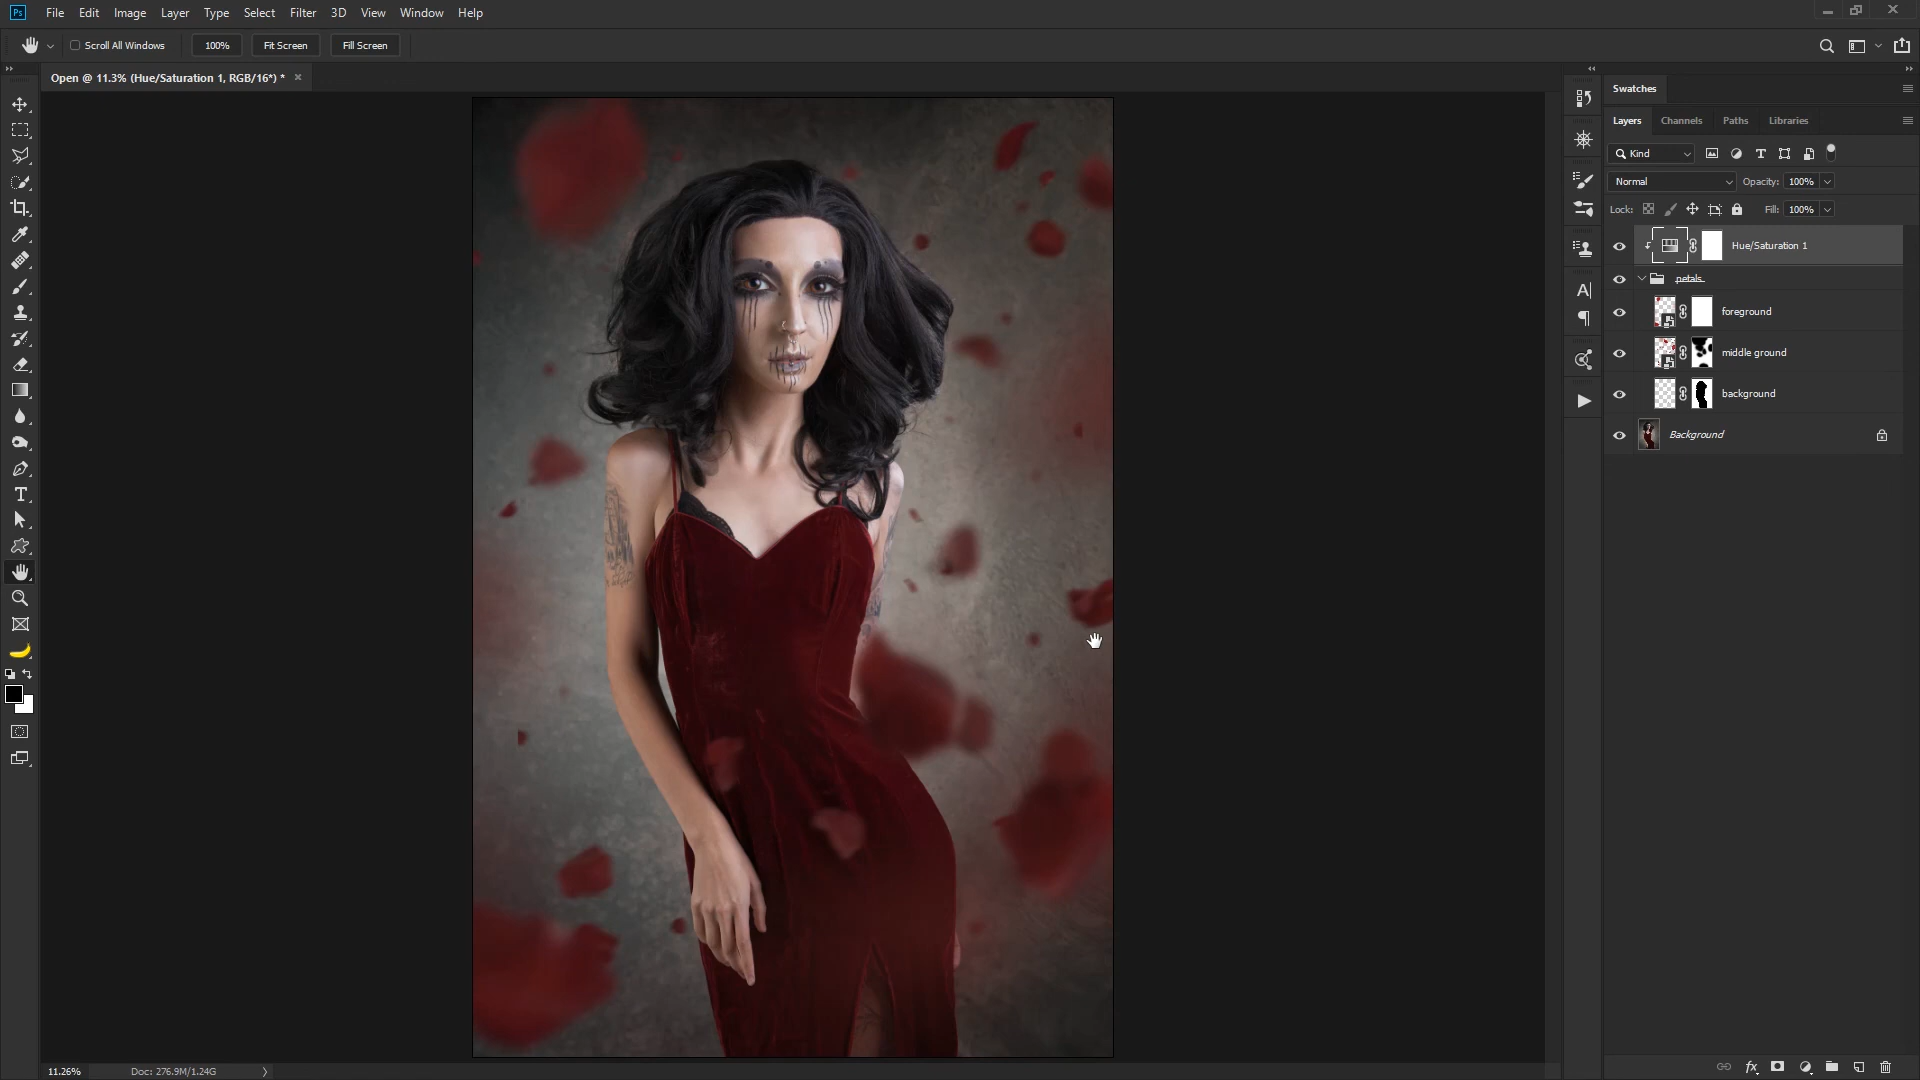 Ps File Edit Image Layer Type Select Filter 3D View Window Help
Scroll All Windows 100% Fit Screen Fill Screen
Open @ 11.3% (Hue/Saturation 1, RGB/16*) * ×
Swatches
Layers Channels Paths Libraries
Kind
Normal Opacity: 100%
Lock: Fill: 100%
Hue/Saturation 1
petals
foreground
middle ground
background
Background
11.26% Doc: 276.9M/1.24G